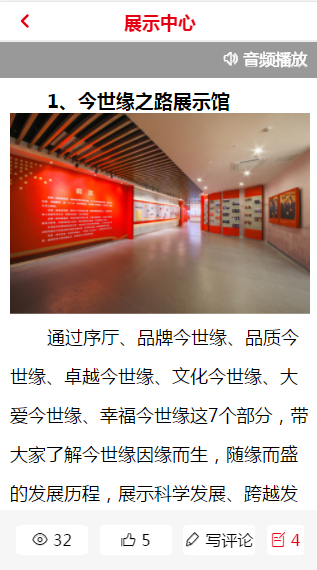 展示中心
音频播放
1、今世缘之路展示馆
前言
通过序厅、品牌今世缘、品质今
世缘、卓越今世缘、文化今世缘、大
爱今世缘、幸福今世缘这7个部分，带
大家了解今世缘因缘而生，随缘而盛
的发展历程，展示科学发展、跨越发
32
5
写评论
4